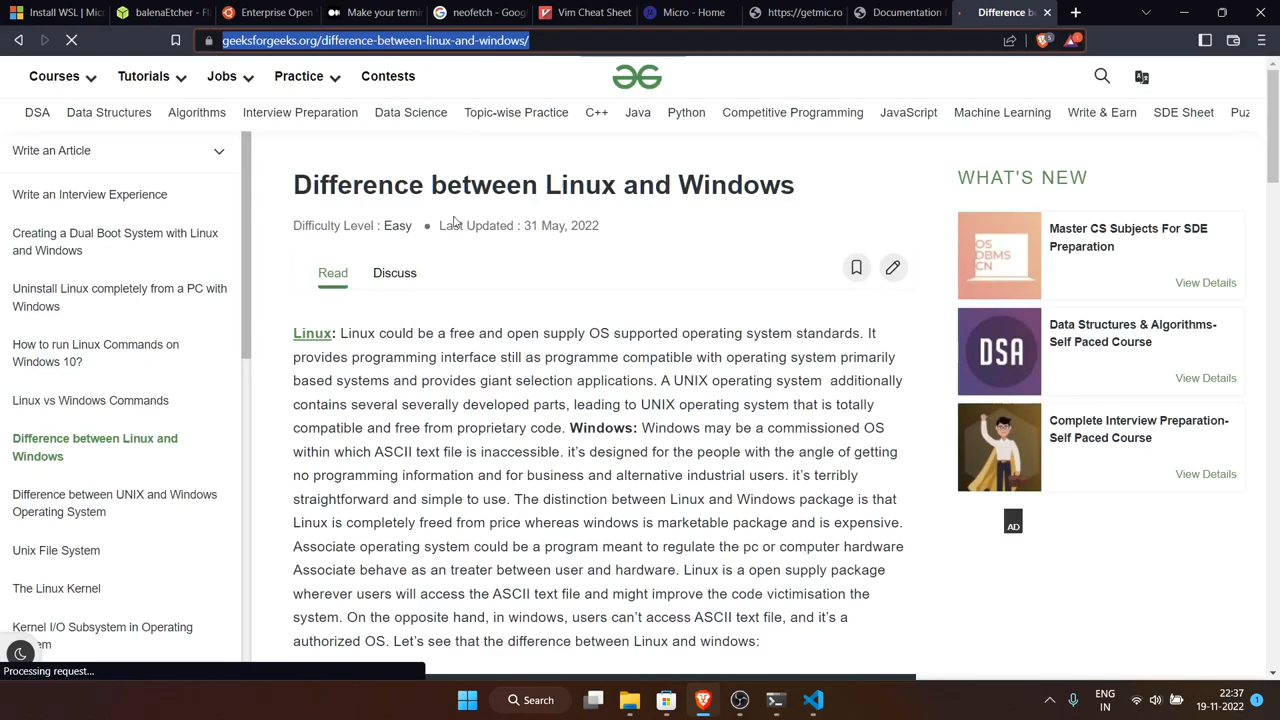 Install WSL | Mic
balenaEtcher - Fl
Enterprise Open
Make your termi
neofetch - Goog
Vim Cheat Sheet
Micro - Home
https://getmic.ro
Documentation
Difference b
geeksforgeeks.org/difference-between-linux-and-windows/
5
1
Courses
Tutorials
Jobs
Practice
Contests
DSA
Data Structures
Algorithms
Interview Preparation
Data Science
Topic-wise Practice
C++
Java
Python
Competitive Programming
JavaScript
Machine Learning
Write & Earn
SDE Sheet
Puz
Write an Article
Write an Interview Experience
Creating a Dual Boot System with Linux
and Windows
Uninstall Linux completely from a PC with
Windows
How to run Linux Commands on
Windows 10?
Linux vs Windows Commands
Difference between Linux and
Windows
Difference between UNIX and Windows
Operating System
Unix File System
The Linux Kernel
Kernel I/O Subsystem in Operating
stem
Processing request...
Difference between Linux and Windows
Difficulty Level : Easy ● Last Updated : 31 May, 2022
Read
Discuss
Linux: Linux could be a free and open supply OS supported operating system standards. It
provides programming interface still as programme compatible with operating system primarily
based systems and provides giant selection applications. A UNIX operating system additionally
contains several severally developed parts, leading to UNIX operating system that is totally
compatible and free from proprietary code. Windows: Windows may be a commissioned OS
within which ASCII text file is inaccessible. it's designed for the people with the angle of getting
no programming information and for business and alternative industrial users. it's terribly
straightforward and simple to use. The distinction between Linux and Windows package is that
Linux is completely freed from price whereas windows is marketable package and is expensive.
Associate operating system could be a program meant to regulate the pc or computer hardware
Associate behave as an treater between user and hardware. Linux is a open supply package
wherever users will access the ASCII text file and might improve the code victimisation the
system. On the opposite hand, in windows, users can't access ASCII text file, and it's a
authorized OS. Let's see that the difference between Linux and windows:
WHAT'S NEW
OS
DBMS
CN
Master CS Subjects For SDE
Preparation
View Details
DSA
Data Structures & Algorithms-
Self Paced Course
View Details
Complete Interview Preparation-
Self Paced Course
View Details
AD
Search
ENG
IN
22:37
19-11-2022
1